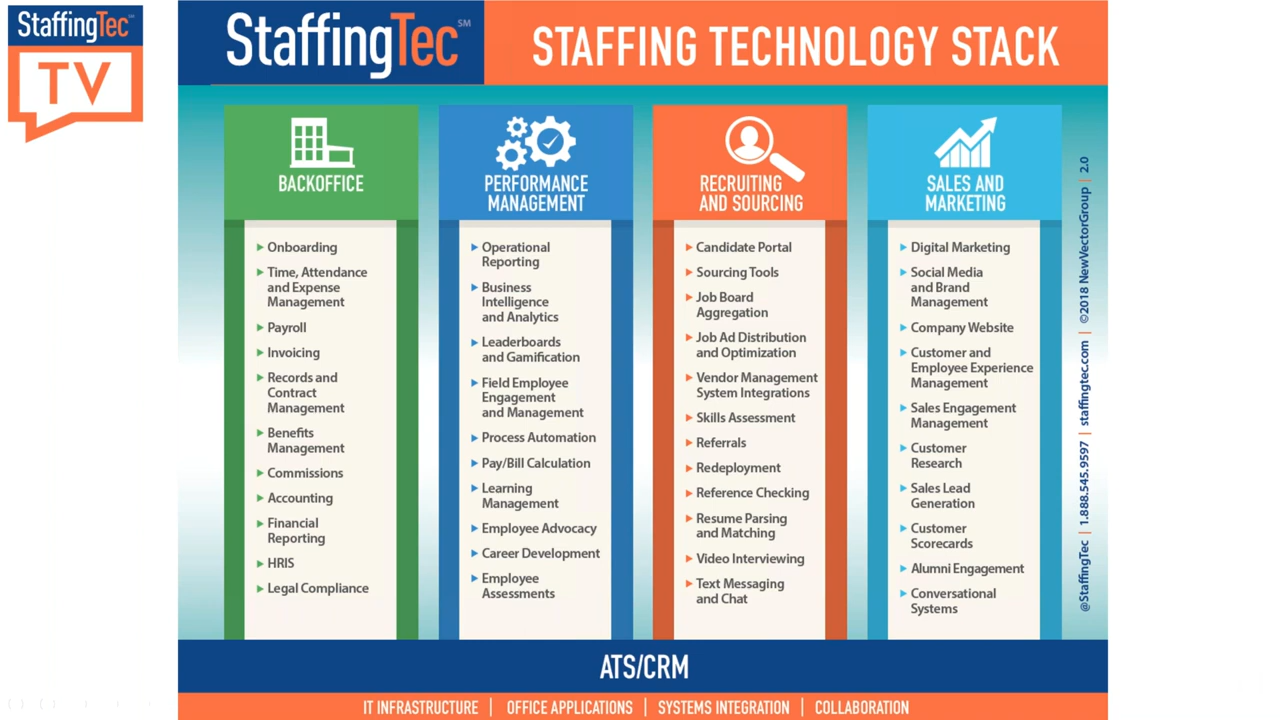 StaffingTec℠
TV
StaffingTec℠
STAFFING TECHNOLOGY STACK
BACKOFFICE
Onboarding
Time, Attendance
and Expense
Management
Payroll
Invoicing
Records and
Contract
Management
Benefits
Management
Commissions
Accounting
Financial
Reporting
HRIS
Legal Compliance
PERFORMANCE
MANAGEMENT
Operational
Reporting
Business
Intelligence
and Analytics
Leaderboards
and Gamification
Field Employee
Engagement
and Management
Process Automation
Pay/Bill Calculation
Learning
Management
Employee Advocacy
Career Development
Employee
Assessments
RECRUITING
AND SOURCING
Candidate Portal
Sourcing Tools
Job Board
Aggregation
Job Ad Distribution
and Optimization
Vendor Management
System Integrations
Skills Assessment
Referrals
Redeployment
Reference Checking
Resume Parsing
and Matching
Video Interviewing
Text Messaging
and Chat
SALES AND
MARKETING
Digital Marketing
Social Media
and Brand
Management
Company Website
Customer and
Employee Experience
Management
Sales Engagement
Management
Customer
Research
Sales Lead
Generation
Customer
Scorecards
Alumni Engagement
Conversational
Systems
@StaffingTec | 1.888.545.9597 | staffingtec.com | ©2018 NewVectorGroup | 2.0
ATS/CRM
IT INFRASTRUCTURE | OFFICE APPLICATIONS | SYSTEMS INTEGRATION | COLLABORATION